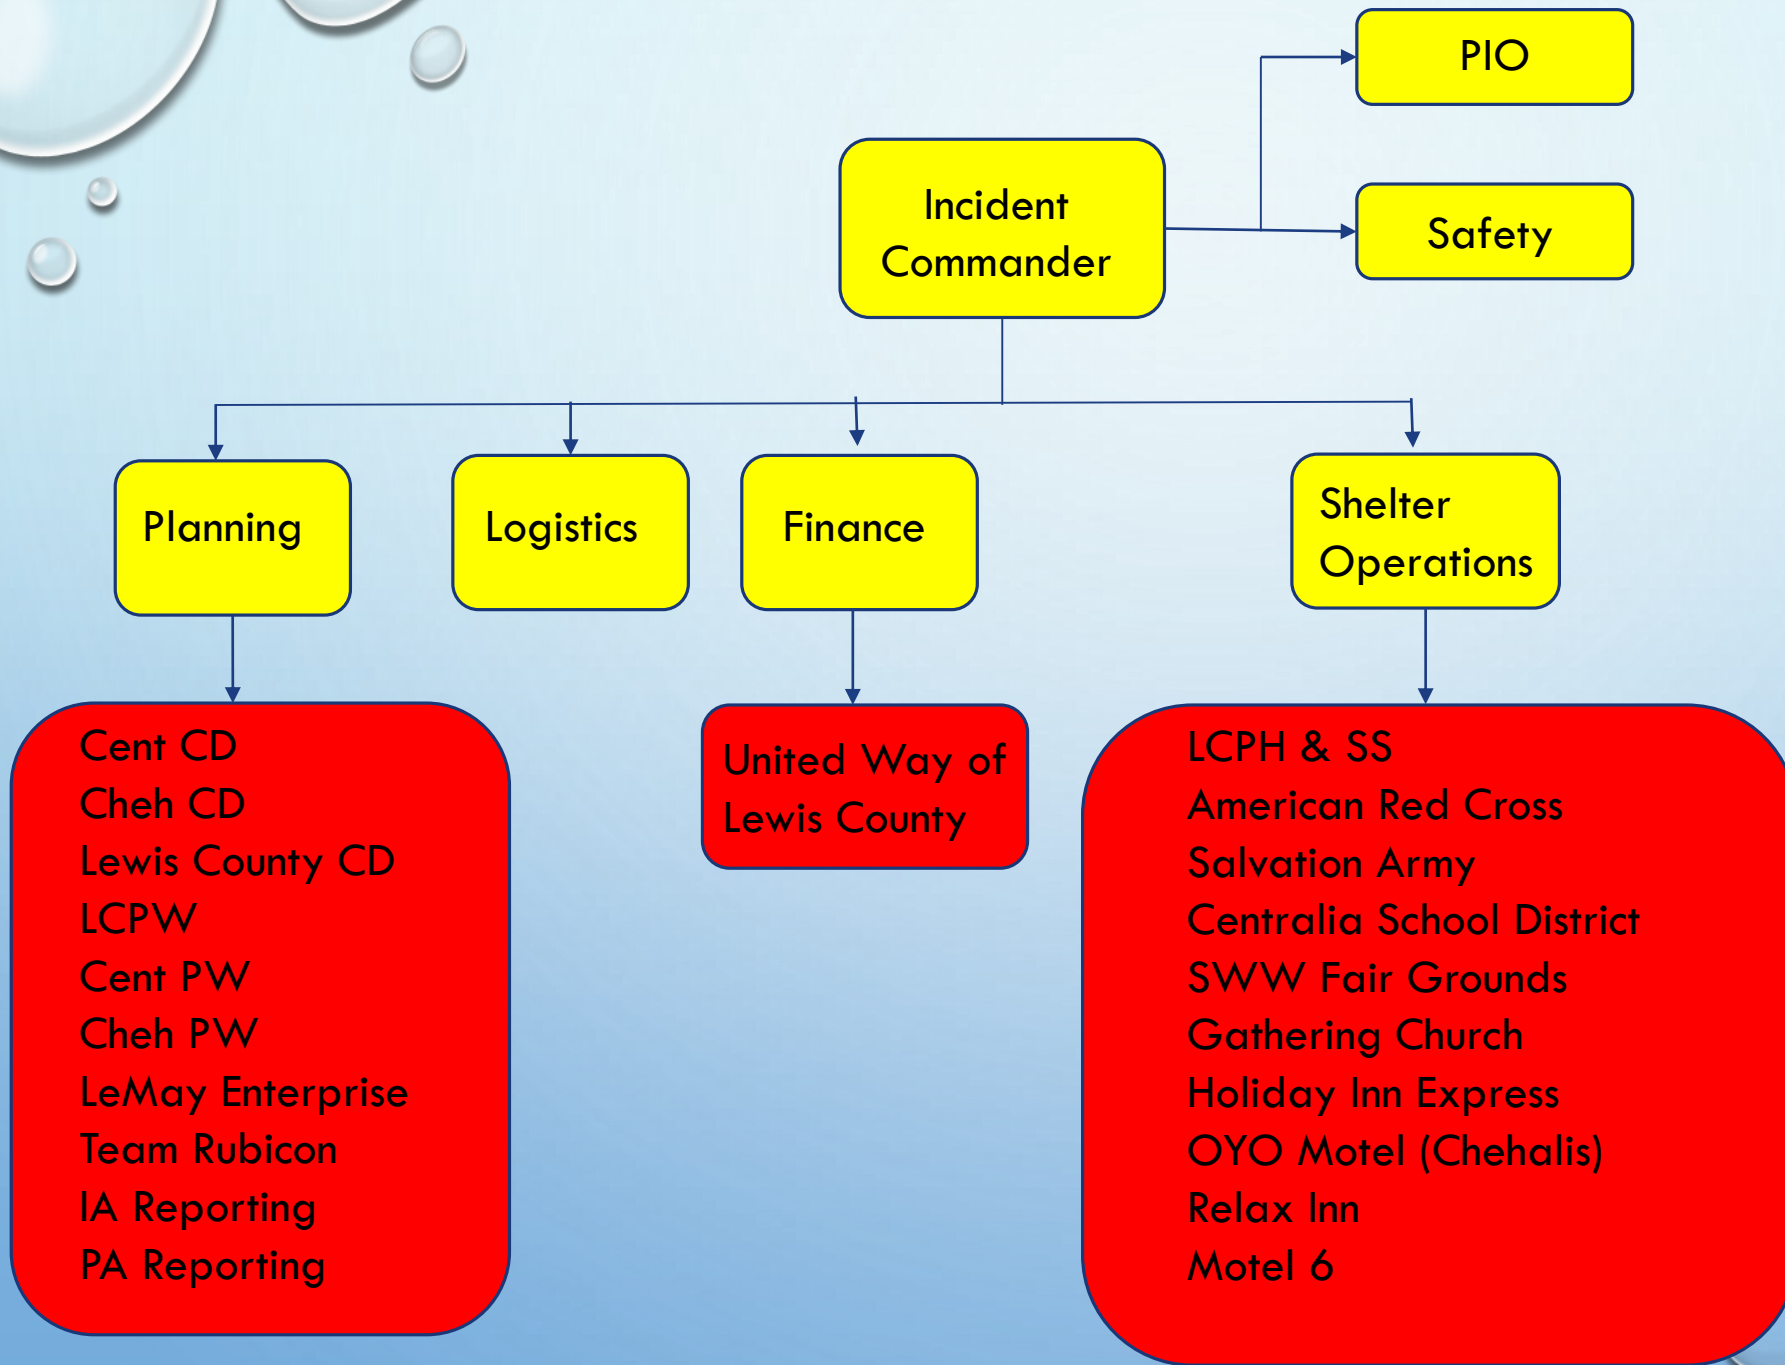 PIO
Incident
Commander
Safety
Planning
Logistics
Finance
Shelter
Operations
Cent CD
Cheh CD
Lewis County CD
LCPW
Cent PW
Cheh PW
LeMay Enterprise
Team Rubicon
IA Reporting
PA Reporting
United Way of
Lewis County
LCPH & SS
American Red Cross
Salvation Army
Centralia School District
SWW Fair Grounds
Gathering Church
Holiday Inn Express
OYO Motel (Chehalis)
Relax Inn
Motel 6